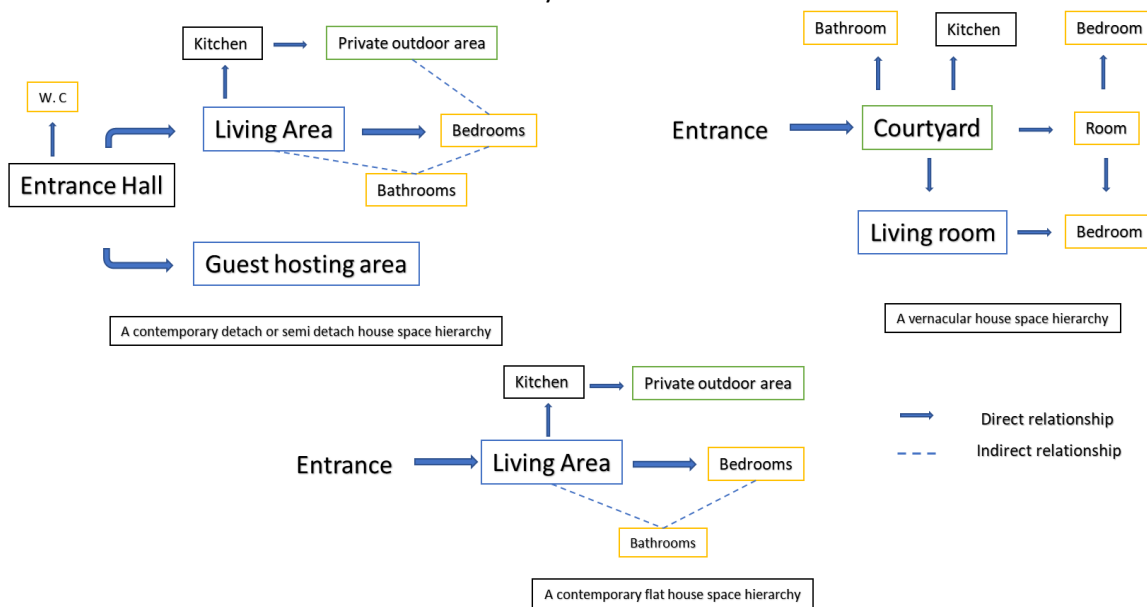 Kitchen
Private outdoor area
W. C
Living Area
Bedrooms
Entrance Hall
Bathrooms
Guest hosting area
A contemporary detach or semi detach house space hierarchy
Bathroom
Kitchen
Bedroom
Entrance
Courtyard
Room
Living room
Bedroom
A vernacular house space hierarchy
Kitchen
Private outdoor area
Entrance
Living Area
Bedrooms
Bathrooms
A contemporary flat house space hierarchy
Direct relationship
Indirect relationship